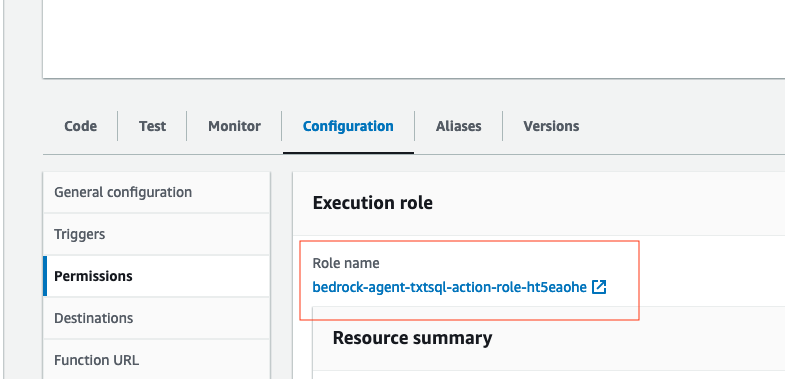 Code Test Monitor Configuration Aliases Versions
General configuration
Triggers
Permissions
Destinations
Function URL
Execution role
Role name
bedrock-agent-txtsql-action-role-ht5eaohe
Resource summary